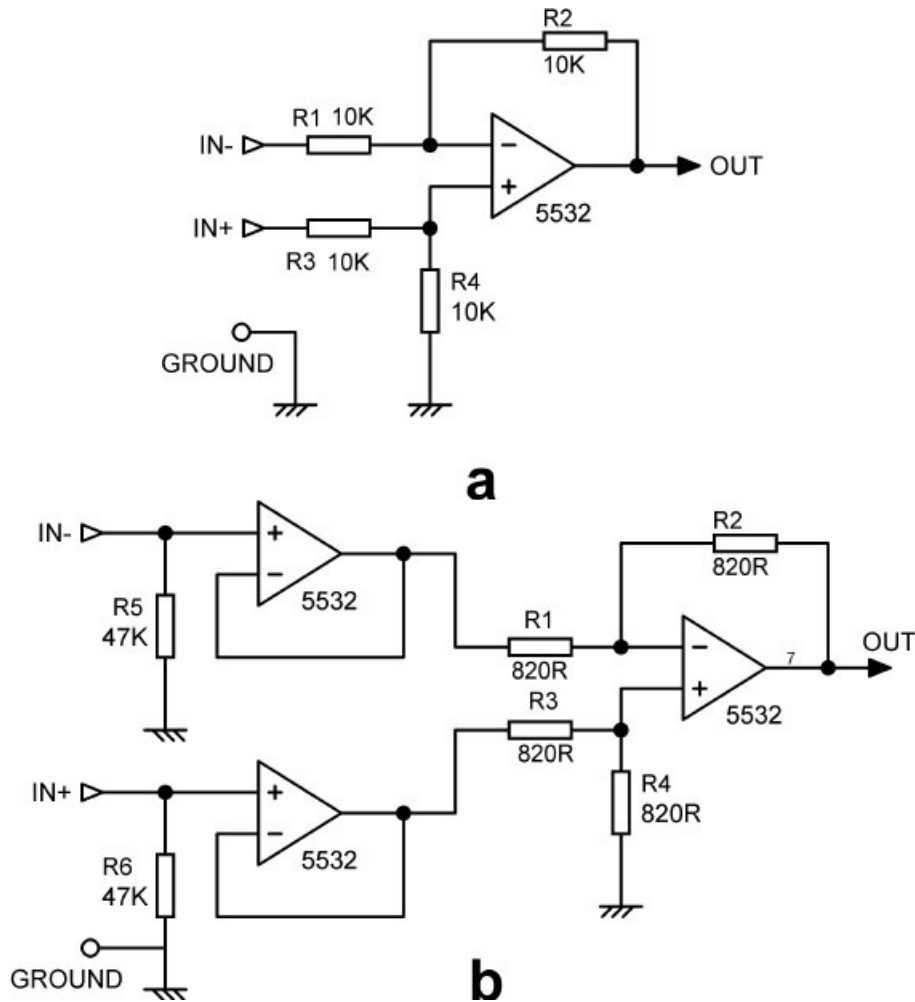 R2
10K
R1 10K
IN-
OUT
IN+
5532
R3 10K
R4
10K
GROUND
a
IN-
R2
820R
R5
47K
5532
R1
820R
7
OUT
5532
R3
820R
IN+
R4
820R
R6
47K
5532
GROUND
b